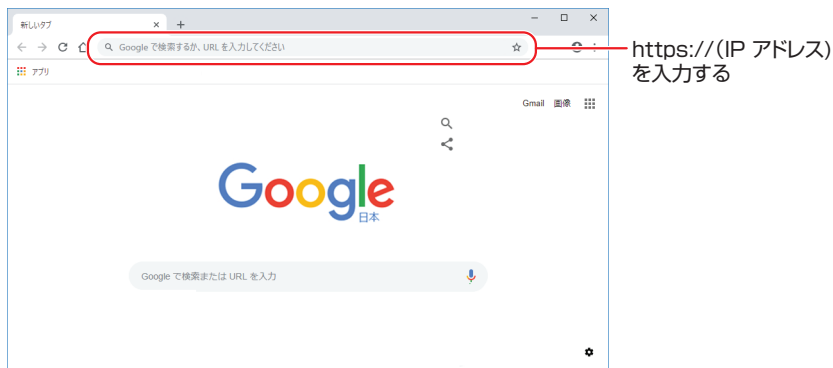 新しいタブ
Google で検索するか、URL を入力してください
https://(IP アドレス)
を入力する
アプリ
Gmail 画像
Google
日本
Google で検索または URL を入力